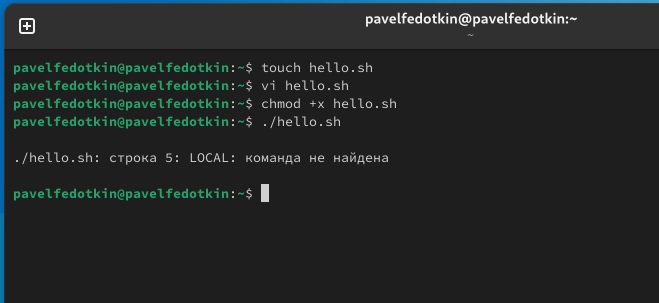 pavelfedotkin@pavelfedotkin:~
~
pavelfedotkin@pavelfedotkin:~$ touch hello.sh
pavelfedotkin@pavelfedotkin:~$ vi hello.sh
pavelfedotkin@pavelfedotkin:~$ chmod +x hello.sh
pavelfedotkin@pavelfedotkin:~$ ./hello.sh
./hello.sh: строка 5: LOCAL: команда не найдена
pavelfedotkin@pavelfedotkin:~$